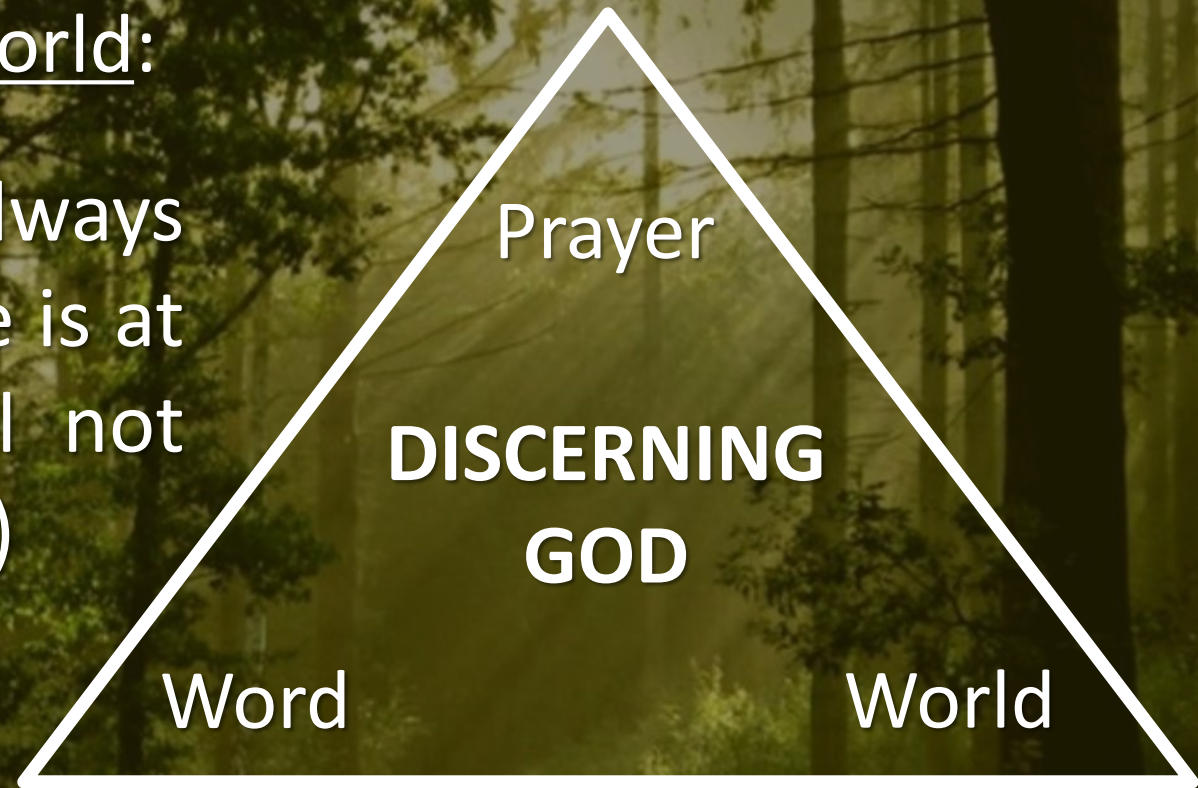 orld:
lways
e is at
l not
)
Prayer
DISCERNING
GOD
Word World